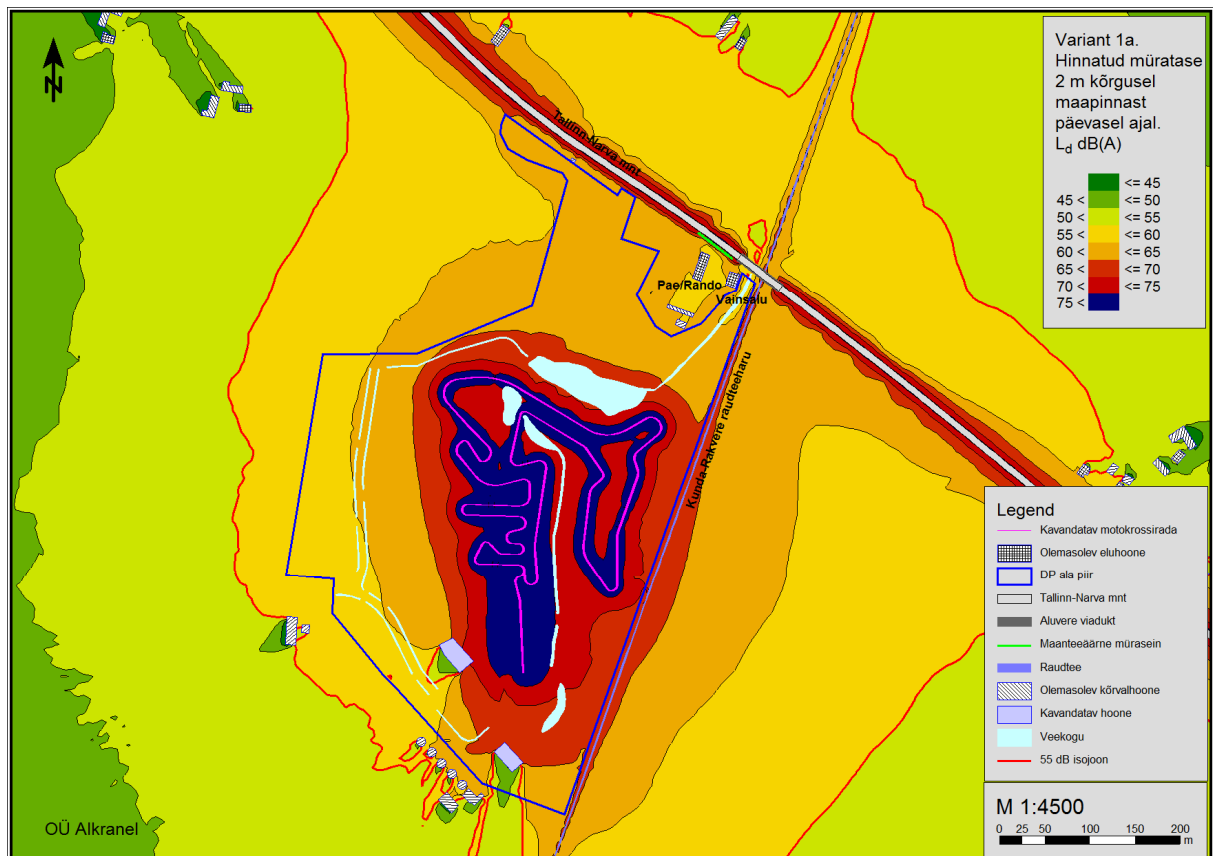 Variant 1a.
Hinnatud müratase
2 m kõrgusel
maapinnast
päevasel ajal.
Ld dB(A)
<= 45
45 < <= 50
50 < <= 55
55 < <= 60
60 < <= 65
65 < <= 70
70 < <= 75
75 <
N
Tallinn-Narva mnt
Pae/Rando
Vainsalu
Kunda-Rakvere raudteeharu
Legend
Kavandatav motokrossirada
Olemasolev eluhoone
DP ala piir
Tallinn-Narva mnt
Aluvere viadukt
Maanteeäärne mürasein
Raudtee
Olemasolev kõrvalhoone
Kavandatav hoone
Veekogu
55 dB isojoon
M 1:4500
0 25 50 100 150 200
m
OÜ Alkranel